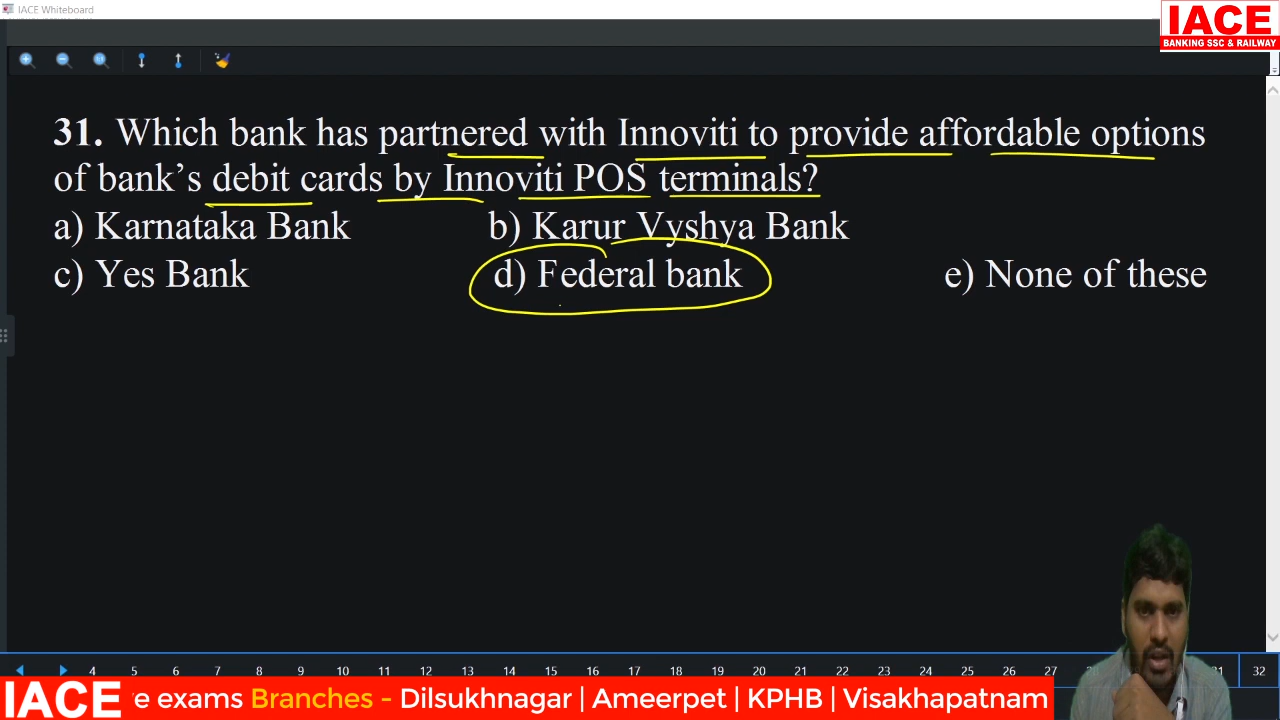 IACE Whiteboard
IACE
BANKING SSC & RAILWAY
31. Which bank has partnered with Innoviti to provide affordable options
of bank's debit cards by Innoviti POS terminals?
a) Karnataka Bank b) Karur Vyshya Bank
c) Yes Bank d) Federal bank e) None of these
4 5 6 7 8 9 10 11 12 13 14 15 16 17 18 19 20 21 22 23 24 25 26 27 32
IACE e exams Branches - Dilsukhnagar | Ameerpet | KPHB | Visakhapatnam